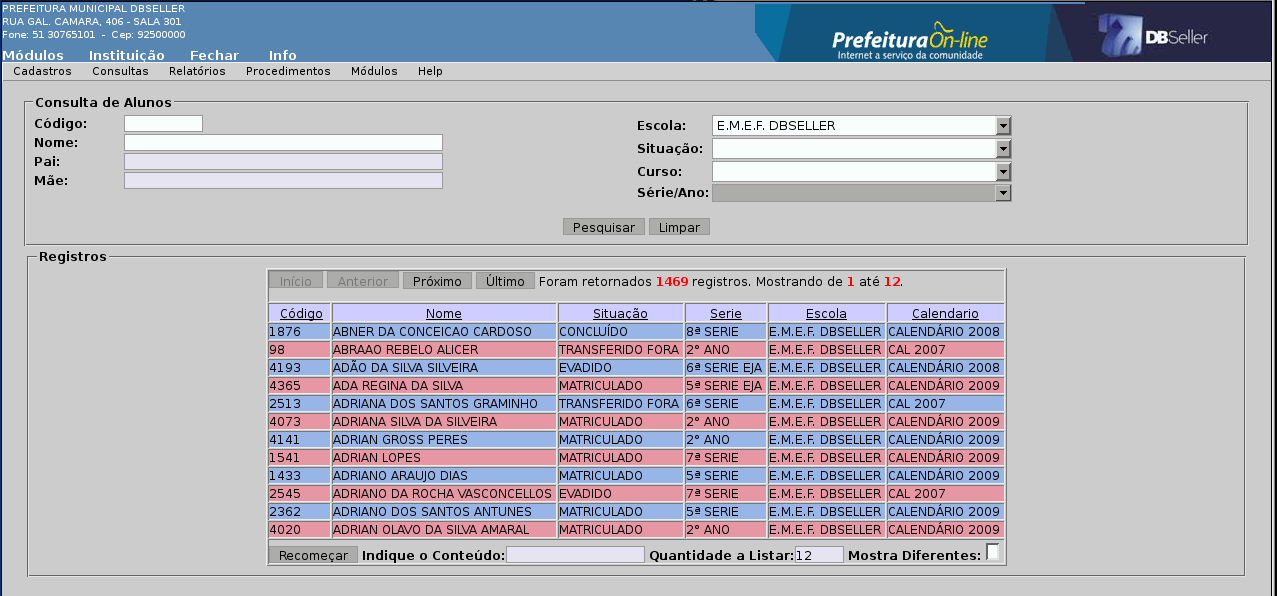 PREFEITURA MUNICIPAL DBSELLER
RUA GAL. CAMARA, 406 - SALA 301
Fone: 51 30765101 - Cep: 92500000
Módulos Instituição Fechar Info
Prefeitura On-line
Internet a serviço da comunidade
DBSeller
Cadastros Consultas Relatórios Procedimentos Módulos Help
Consulta de Alunos
Código:
Nome:
Pai:
Mãe:
Escola: E.M.E.F. DBSELLER
Situação:
Curso:
Série/Ano:
Pesquisar Limpar
Registros
Início Anterior Próximo Último Foram retornados 1469 registros. Mostrando de 1 até 12.
Código Nome Situação Serie Escola Calendario
1876 ABNER DA CONCEICAO CARDOSO CONCLUÍDO 8ª SERIE E.M.E.F. DBSELLER CALENDÁRIO 2008
98 ABRAAO REBELO ALICER TRANSFERIDO FORA 2° ANO E.M.E.F. DBSELLER CAL 2007
4193 ADÃO DA SILVA SILVEIRA EVADIDO 6ª SERIE EJA E.M.E.F. DBSELLER CALENDÁRIO 2008
4365 ADA REGINA DA SILVA MATRICULADO 5ª SERIE EJA E.M.E.F. DBSELLER CALENDÁRIO 2009
2513 ADRIANA DOS SANTOS GRAMINHO TRANSFERIDO FORA 6ª SERIE E.M.E.F. DBSELLER CAL 2007
4073 ADRIANA SILVA DA SILVEIRA MATRICULADO 2° ANO E.M.E.F. DBSELLER CALENDÁRIO 2009
4141 ADRIAN GROSS PERES MATRICULADO 2° ANO E.M.E.F. DBSELLER CALENDÁRIO 2009
1541 ADRIAN LOPES MATRICULADO 7ª SERIE E.M.E.F. DBSELLER CALENDÁRIO 2009
1433 ADRIANO ARAUJO DIAS MATRICULADO 5ª SERIE E.M.E.F. DBSELLER CALENDÁRIO 2009
2545 ADRIANO DA ROCHA VASCONCELLOS EVADIDO 7ª SERIE E.M.E.F. DBSELLER CAL 2007
2362 ADRIANO DOS SANTOS ANTUNES MATRICULADO 5ª SERIE E.M.E.F. DBSELLER CALENDÁRIO 2009
4020 ADRIAN OLAVO DA SILVA AMARAL MATRICULADO 2° ANO E.M.E.F. DBSELLER CALENDÁRIO 2009
Recomeçar Indique o Conteúdo: Quantidade a Listar: 12 Mostra Diferentes: